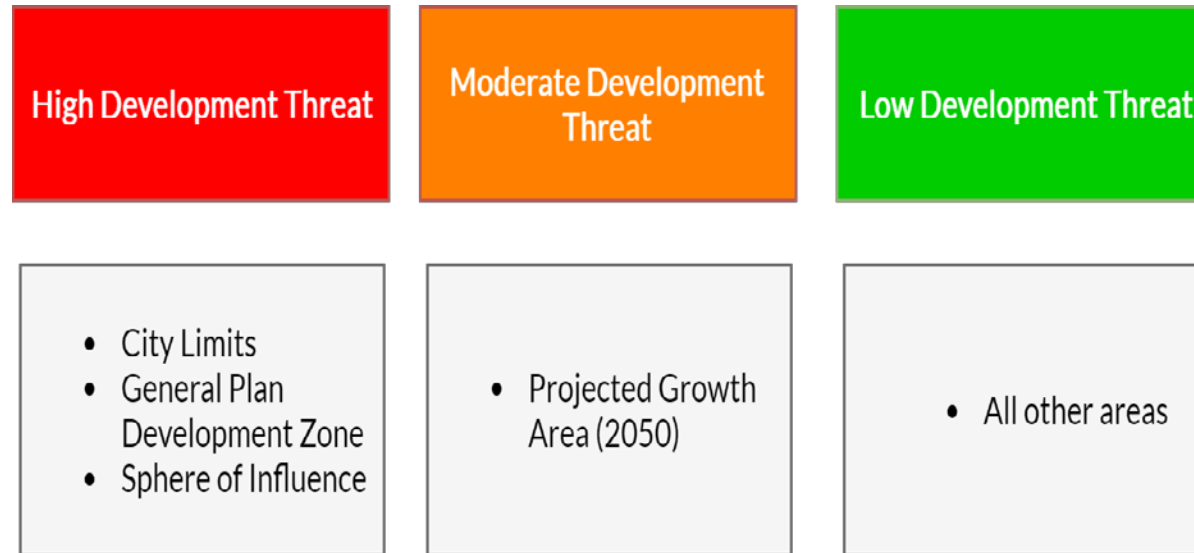 High Development Threat
Moderate Development
Threat
Low Development Threat
• City Limits
• General Plan
Development Zone
• Sphere of Influence
• Projected Growth
Area (2050)
• All other areas